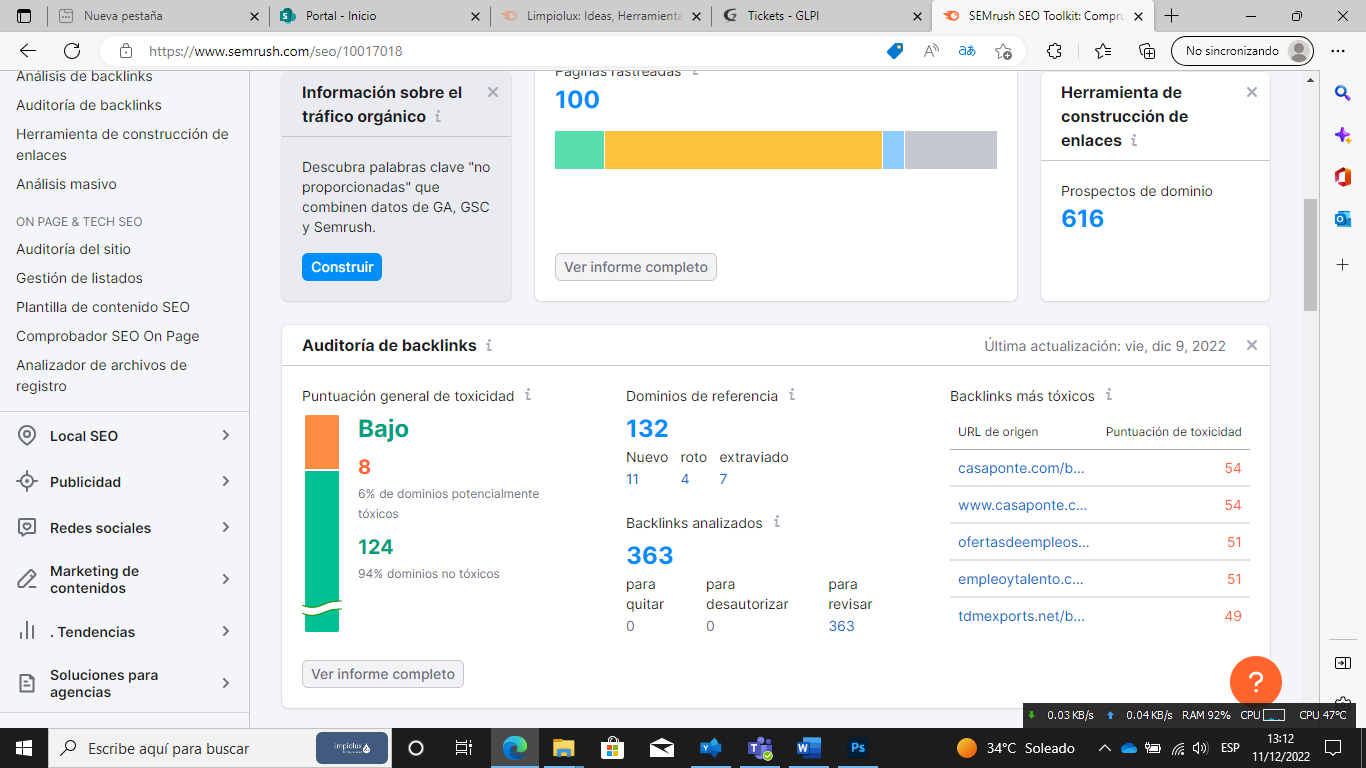 Nueva pestaña
Portal - Inicio
Limpiolux: Ideas, Herramienta
Tickets - GLPI
SEMrush SEO Toolkit: Compru
https://www.semrush.com/seo/10017018
No sincronizando
Análisis de backlinks
Auditoría de backlinks
Herramienta de construcción de
enlaces
Análisis masivo
ON PAGE & TECH SEO
Auditoría del sitio
Gestión de listados
Plantilla de contenido SEO
Comprobador SEO On Page
Analizador de archivos de
registro
Local SEO
Publicidad
Redes sociales
Marketing de
contenidos
. Tendencias
Soluciones para
agencias
Información sobre el
tráfico orgánico
Descubra palabras clave "no
proporcionadas" que
combinen datos de GA, GSC
y Semrush.
Construir
Páginas rastreadas
100
Ver informe completo
Herramienta de
construcción de
enlaces
Prospectos de dominio
616
Auditoría de backlinks
Última actualización: vie, dic 9, 2022
Puntuación general de toxicidad
Bajo
8
6% de dominios potencialmente
tóxicos
124
94% dominios no tóxicos
Ver informe completo
Dominios de referencia
132
Nuevo roto extraviado
11 4 7
Backlinks analizados
363
para para para
quitar desautorizar revisar
0 0 363
Backlinks más tóxicos
URL de origen Puntuación de toxicidad
casaponte.com/b... 54
www.casaponte.c... 54
ofertasdeempleos... 51
empleoytalento.c... 51
tdmexports.net/b... 49
?
0.03 KB/s 0.04 KB/s RAM 92% CPU CPU 47°C
Escribe aquí para buscar
limpiolux
34°C Soleado
ESP
13:12
11/12/2022